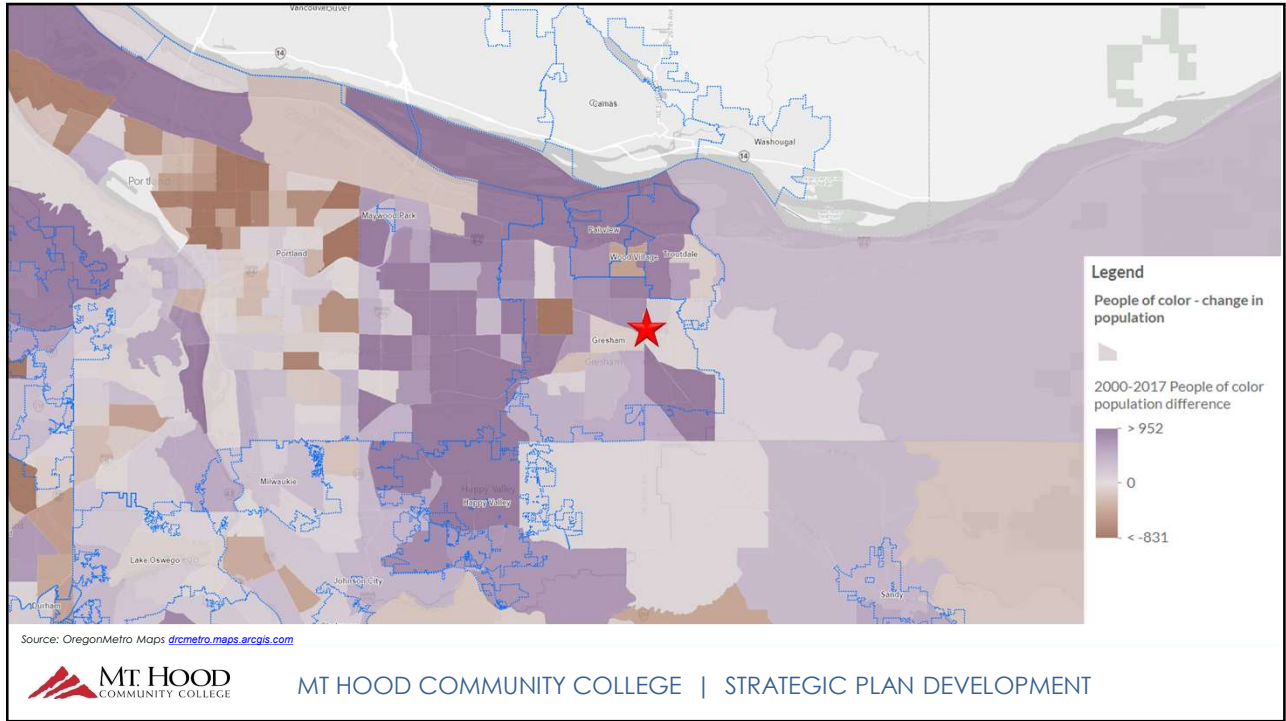 Vancouver
14
Camas
Washougal
14
Portland
Maywood Park
Portland
Fairview
Wood Village
Troutdale
Gresham
Gresham
Milwaukie
Happy Valley
Happy Valley
Lake Oswego
Johnson City
Durham
Sandy
Legend
People of color - change in
population
2000-2017 People of color
population difference
> 952
0
< -831
Source: OregonMetro Maps drcmetro.maps.arcgis.com
MT. HOOD
COMMUNITY COLLEGE
MT HOOD COMMUNITY COLLEGE | STRATEGIC PLAN DEVELOPMENT